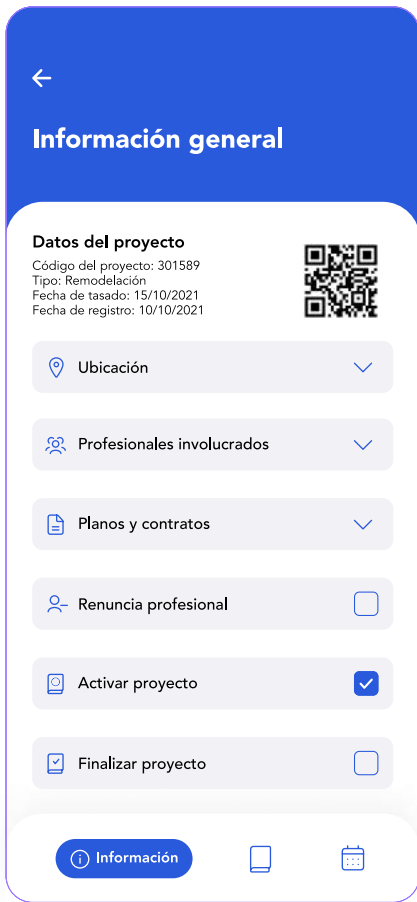 Información general
Datos del proyecto
Código del proyecto: 301589
Tipo: Remodelación
Fecha de tasado: 15/10/2021
Fecha de registro: 10/10/2021
Ubicación
Profesionales involucrados
Planos y contratos
Renuncia profesional
Activar proyecto
Finalizar proyecto
Información